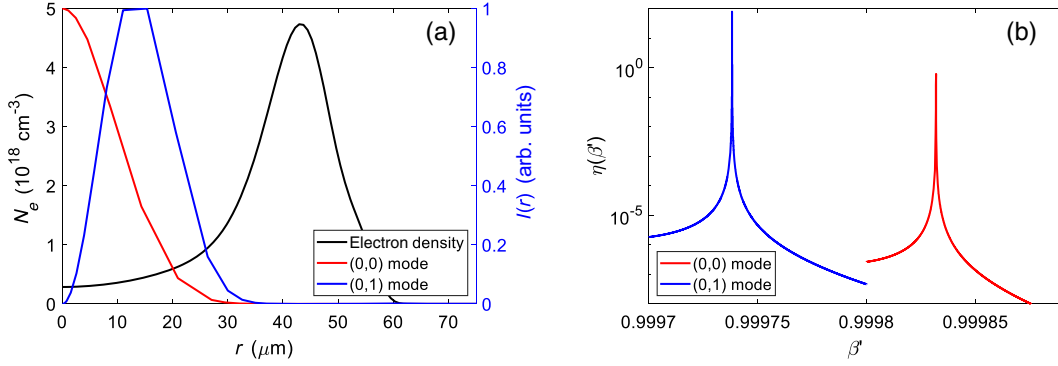 (a)
5
4
3
2
1
0
N_e (10^18 cm^-3)
1
0.8
0.6
0.4
0.2
0
I(r) (arb. units)
Electron density
(0,0) mode
(0,1) mode
0 10 20 30 40 50 60 70
r (μm)
(b)
10^0
10^-5
η(β')
(0,0) mode
(0,1) mode
0.9997 0.99975 0.9998 0.99985
β'